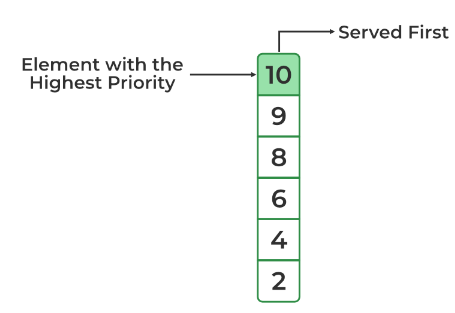 Served First
Element with the
Highest Priority
10
9
8
6
4
2